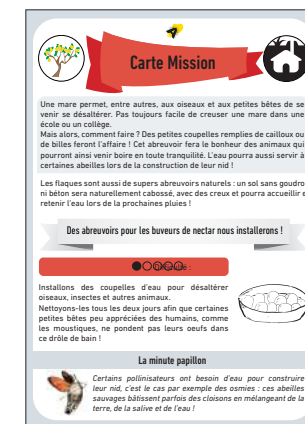 Carte Mission
Une mare permet, entre autres, aux oiseaux et aux petites bêtes de se
venir se désaltérer. Pas toujours facile de creuser une mare dans une
école ou un collège.
Mais alors, comment faire ? Des petites coupelles remplies de cailloux ou
de billes feront l'affaire ! Cet abreuvoir fera le bonheur des animaux qui
pourront ainsi venir boire en toute tranquilité. L'eau pourra aussi servir à
certaines abeilles lors de la construction de leur nid !
Les flaques sont aussi de supers abreuvoirs naturels : un sol sans goudron
ni béton sera naturellement cabossé, avec des creux et pourra accueillir e
retenir l'eau lors de la prochaines pluies !
Des abreuvoirs pour les buveurs de nectar nous installerons !
Installons des coupelles d'eau pour désaltérer
oiseaux, insectes et autres animaux.
Nettoyons-les tous les deux jours afin que certaines
petites bêtes peu appréciées des humains, comme
les moustiques, ne pondent pas leurs oeufs dans
ce drôle de bain !
La minute papillon
Certains pollinisateurs ont besoin d'eau pour construire
leur nid, c'est le cas par exemple des osmies : ces abeilles
sauvages bâtissent parfois des cloisons en mélangeant de la
terre, de la salive et de l'eau !